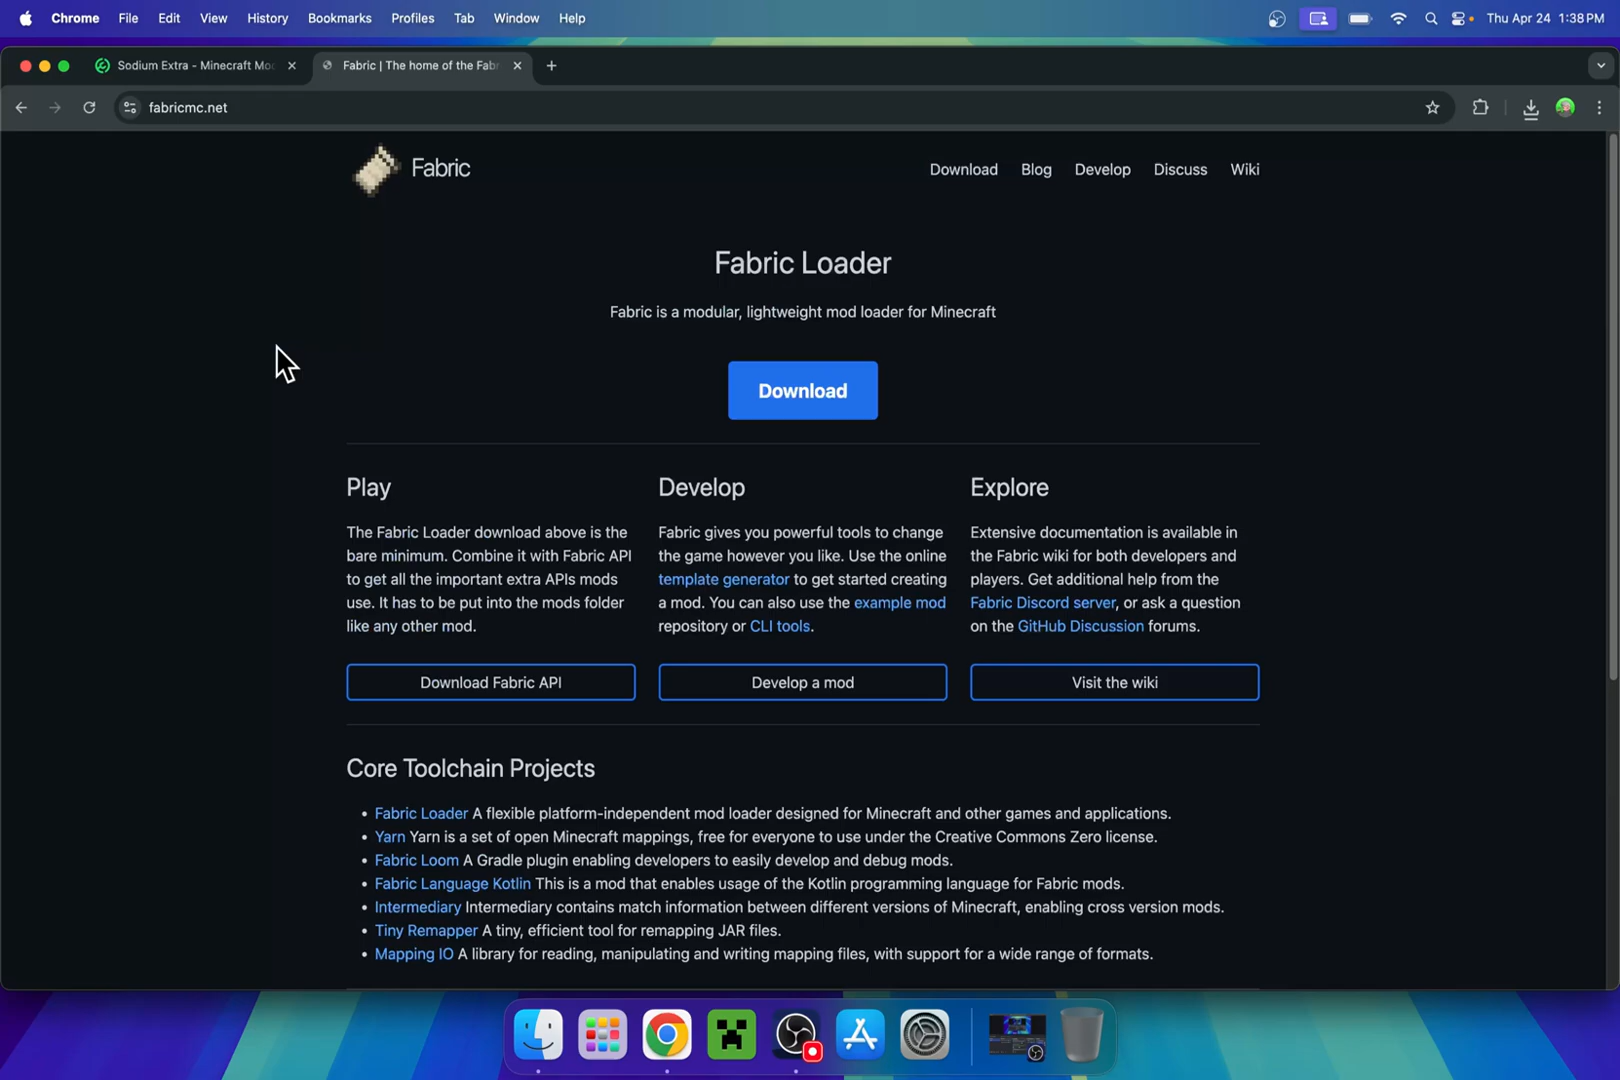 Chrome File Edit View History Bookmarks Profiles Tab Window Help Thu Apr 24 1:38 PM
Sodium Extra - Minecraft Mo Fabric | The home of the Fab
fabricmc.net
Fabric Download Blog Develop Discuss Wiki
Fabric Loader
Fabric is a modular, lightweight mod loader for Minecraft
Download
Play
The Fabric Loader download above is the
bare minimum. Combine it with Fabric API
to get all the important extra APIs mods
use. It has to be put into the mods folder
like any other mod.
Download Fabric API
Develop
Fabric gives you powerful tools to change
the game however you like. Use the online
template generator to get started creating
a mod. You can also use the example mod
repository or CLI tools.
Develop a mod
Explore
Extensive documentation is available in
the Fabric wiki for both developers and
players. Get additional help from the
Fabric Discord server, or ask a question
on the GitHub Discussion forums.
Visit the wiki
Core Toolchain Projects
• Fabric Loader A flexible platform-independent mod loader designed for Minecraft and other games and applications.
• Yarn Yarn is a set of open Minecraft mappings, free for everyone to use under the Creative Commons Zero license.
• Fabric Loom A Gradle plugin enabling developers to easily develop and debug mods.
• Fabric Language Kotlin This is a mod that enables usage of the Kotlin programming language for Fabric mods.
• Intermediary Intermediary contains match information between different versions of Minecraft, enabling cross version mods.
• Tiny Remapper A tiny, efficient tool for remapping JAR files.
• Mapping IO A library for reading, manipulating and writing mapping files, with support for a wide range of formats.